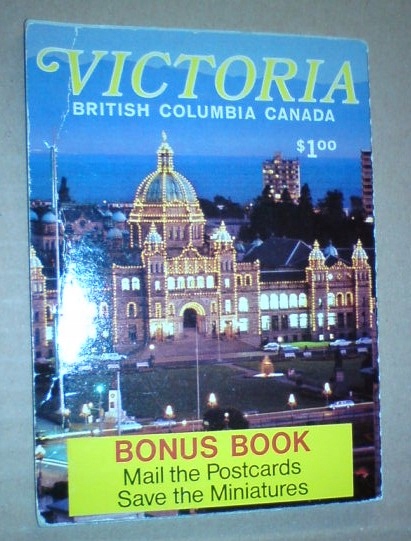 VICTORIA
BRITISH COLUMBIA CANADA
$1.00
BONUS BOOK
Mail the Postcards
Save the Miniatures